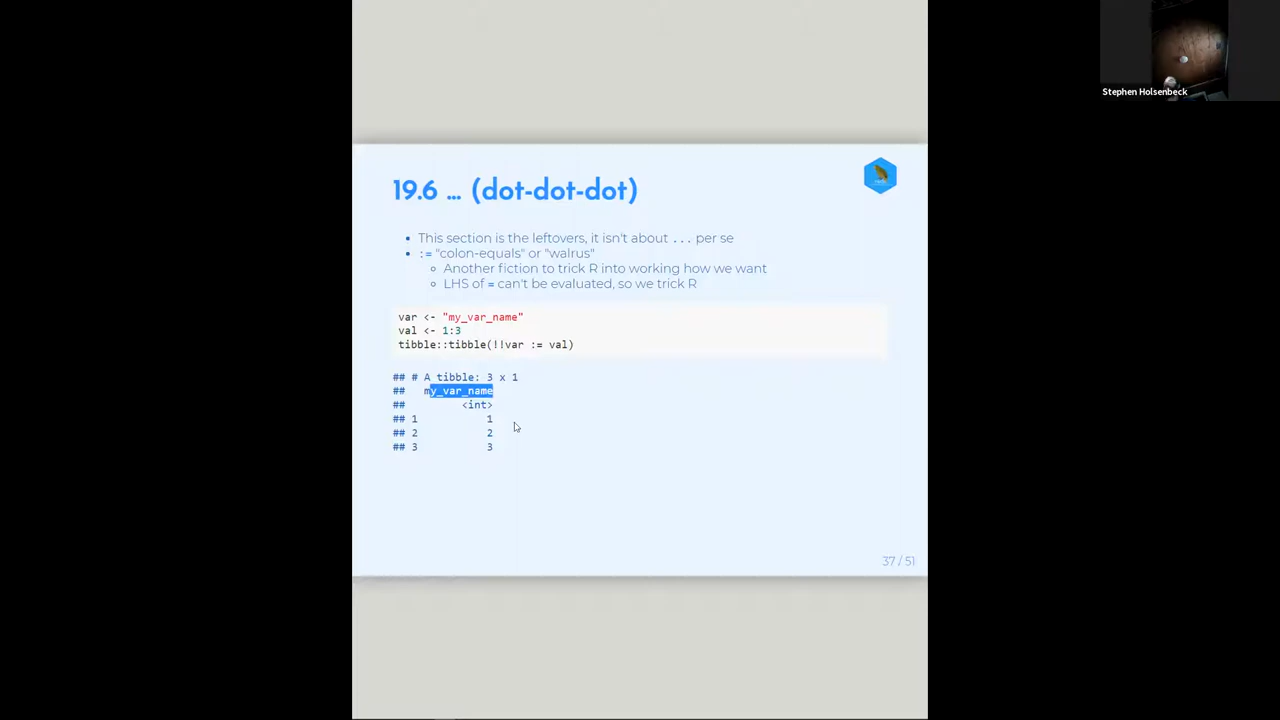 Stephen Holsenbeck
19.6 ... (dot-dot-dot)
This section is the leftovers, it isn't about ... per se
:= "colon-equals" or "walrus"
Another fiction to trick R into working how we want
LHS of = can't be evaluated, so we trick R
var <- "my_var_name"
val <- 1:3
tibble::tibble(!!var := val)
## # A tibble: 3 x 1
##   my_var_name
##         <int>
## 1           1
## 2           2
## 3           3
37 / 51